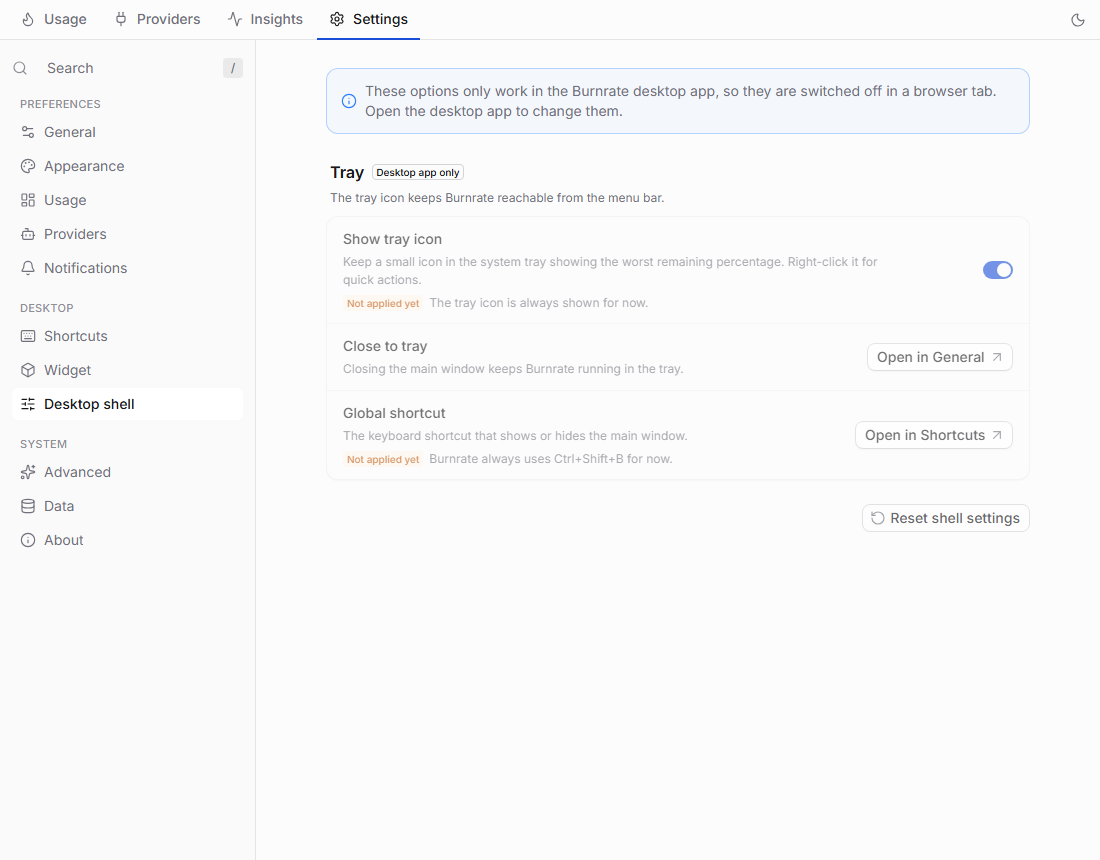 Usage Providers Insights Settings
Search /
PREFERENCES
General
Appearance
Usage
Providers
Notifications
DESKTOP
Shortcuts
Widget
Desktop shell
SYSTEM
Advanced
Data
About
These options only work in the Burnrate desktop app, so they are switched off in a browser tab.
Open the desktop app to change them.
Tray Desktop app only
The tray icon keeps Burnrate reachable from the menu bar.
Show tray icon
Keep a small icon in the system tray showing the worst remaining percentage. Right-click it for
quick actions.
Not applied yet The tray icon is always shown for now.
Close to tray
Closing the main window keeps Burnrate running in the tray.
Open in General
Global shortcut
The keyboard shortcut that shows or hides the main window.
Not applied yet Burnrate always uses Ctrl+Shift+B for now.
Open in Shortcuts
Reset shell settings